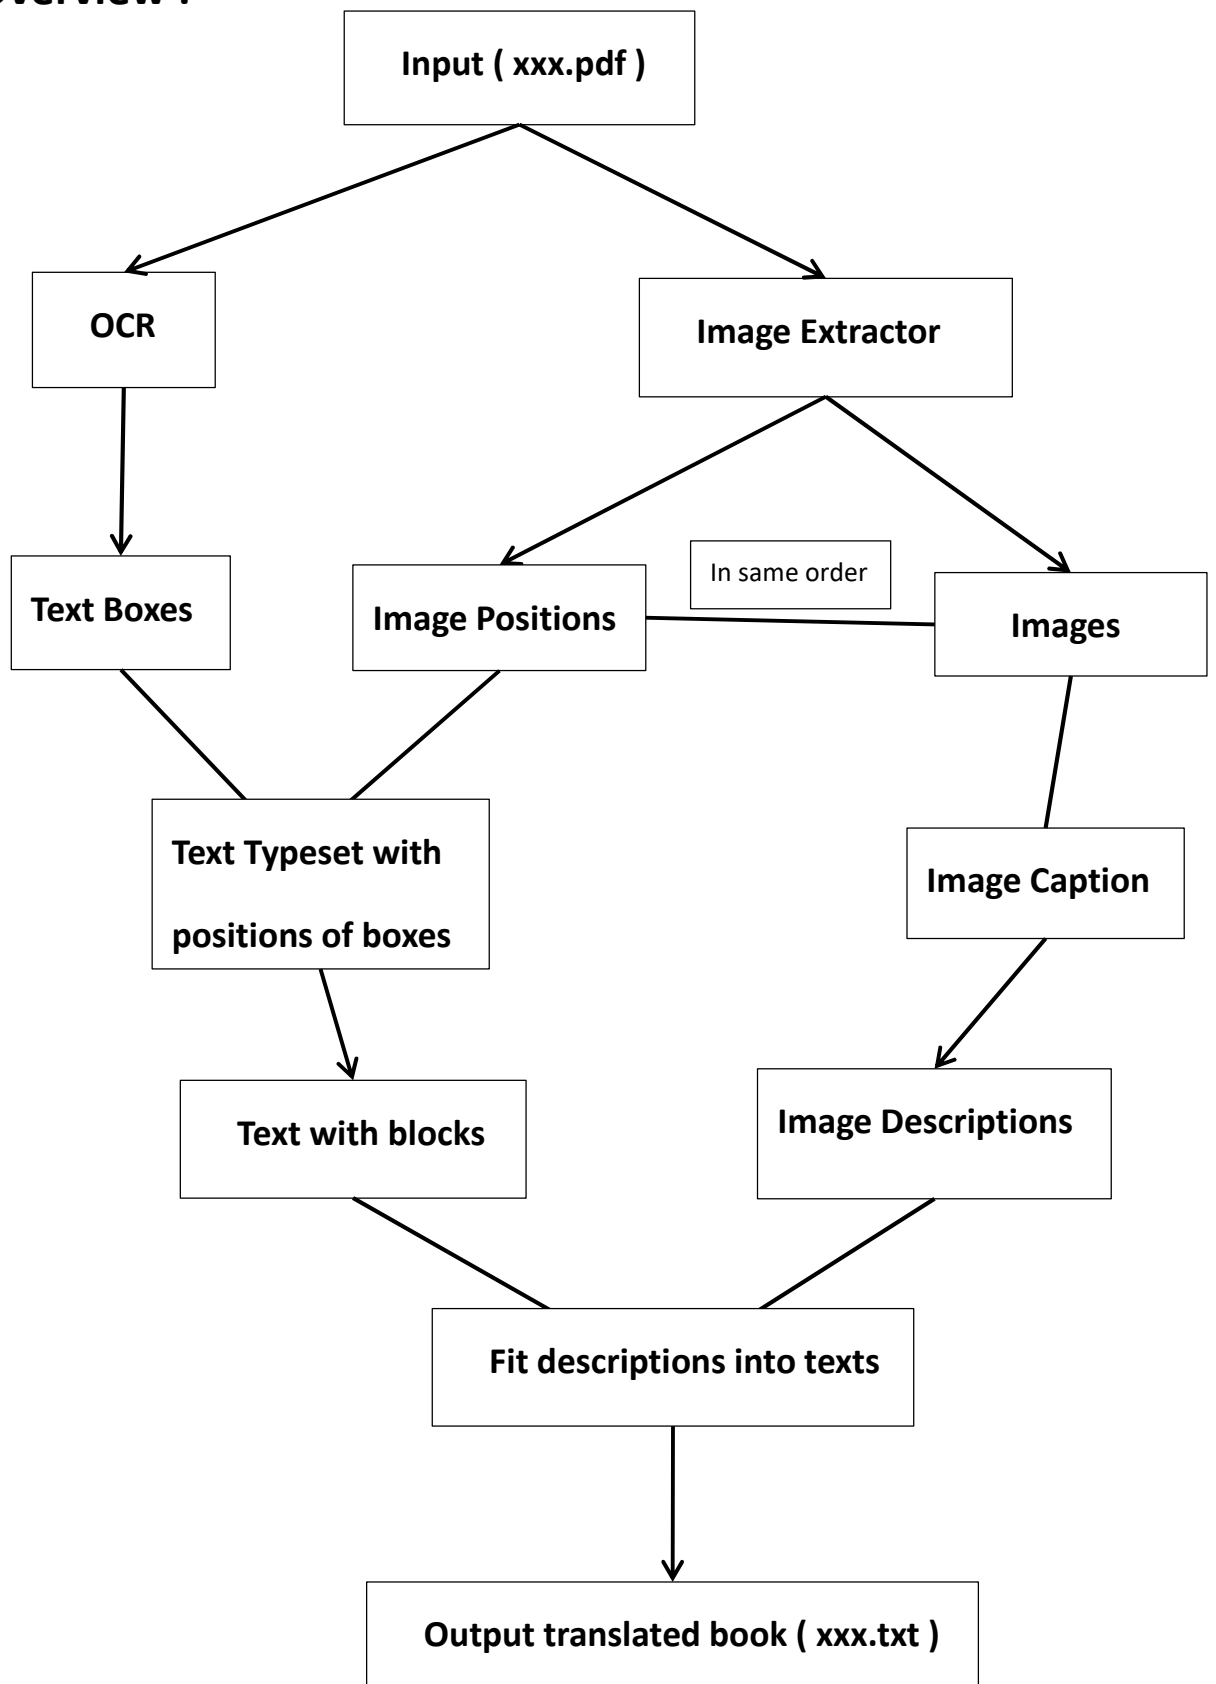 Input ( xxx.pdf )
OCR
Image Extractor
In same order
Text Boxes
Image Positions
Images
Text Typeset with
positions of boxes
Image Caption
Text with blocks
Image Descriptions
Fit descriptions into texts
Output translated book ( xxx.txt )